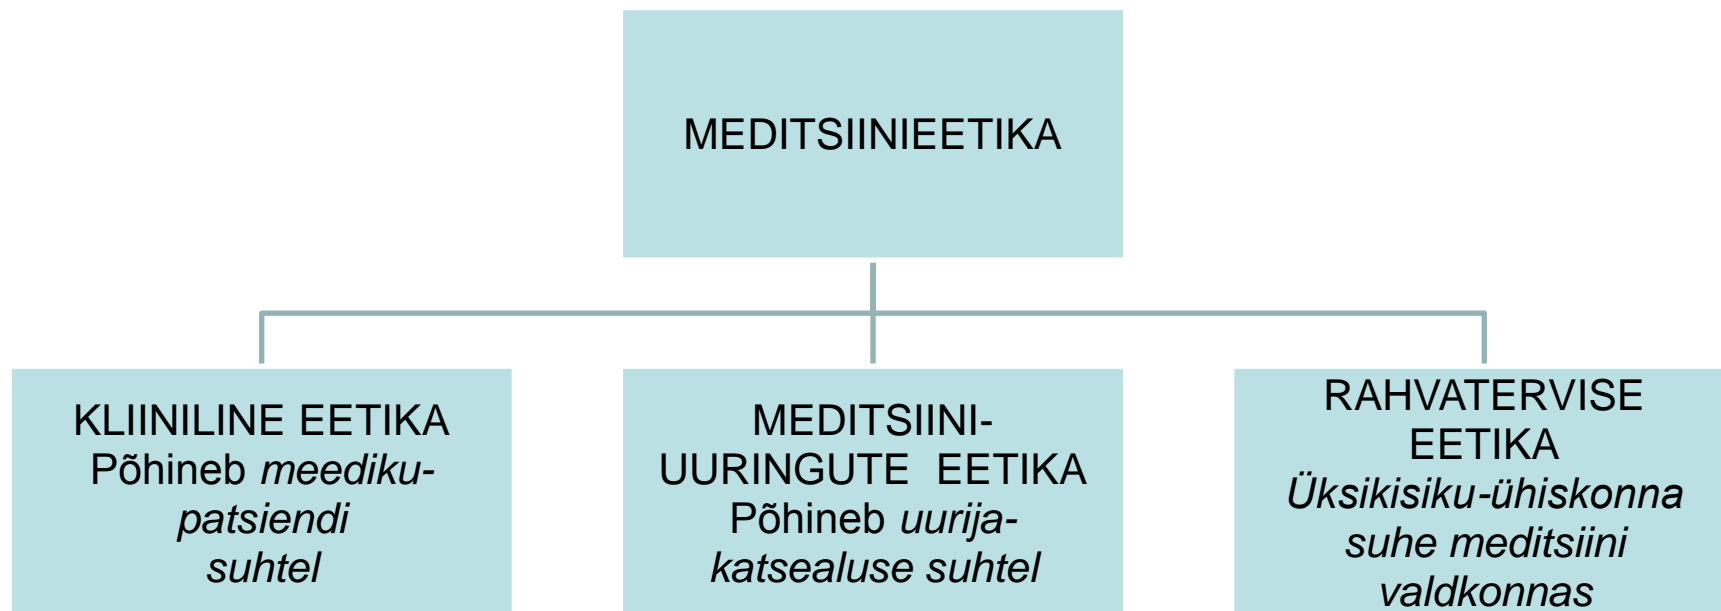 MEDITSIINIEETIKA
KLIINILINE EETIKA
Põhineb meediku-
patsiendi
suhtel
MEDITSIINI-
UURINGUTE EETIKA
Põhineb uurija-
katsealuse suhtel
RAHVATERVISE
EETIKA
Üksikisiku-ühiskonna
suhe meditsiini
valdkonnas